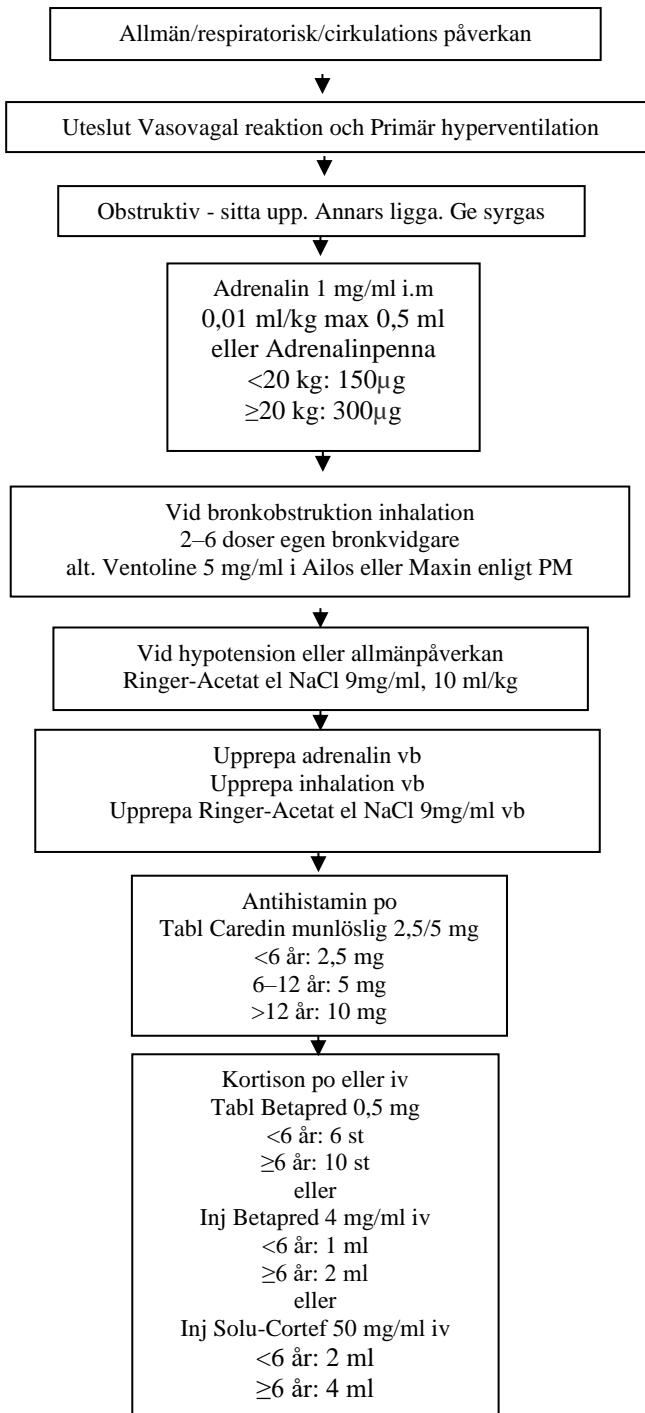 Allmän/respiratorisk/cirkulations påverkan
Uteslut Vasovagal reaktion och Primär hyperventilation
Obstruktiv - sitta upp. Annars ligga. Ge syrgas
Adrenalin 1 mg/ml i.m
0,01 ml/kg max 0,5 ml
eller Adrenalinpenna
<20 kg: 150μg
≥20 kg: 300μg
Vid bronkobstruktion inhalation
2–6 doser egen bronkvidgare
alt. Ventoline 5 mg/ml i Ailos eller Maxin enligt PM
Vid hypotension eller allmänpåverkan
Ringer-Acetat el NaCl 9mg/ml, 10 ml/kg
Upprepa adrenalin vb
Upprepa inhalation vb
Upprepa Ringer-Acetat el NaCl 9mg/ml vb
Antihistamin po
Tabl Caredin munlöslig 2,5/5 mg
<6 år: 2,5 mg
6–12 år: 5 mg
>12 år: 10 mg
Kortison po eller iv
Tabl Betapred 0,5 mg
<6 år: 6 st
≥6 år: 10 st
eller
Inj Betapred 4 mg/ml iv
<6 år: 1 ml
≥6 år: 2 ml
eller
Inj Solu-Cortef 50 mg/ml iv
<6 år: 2 ml
≥6 år: 4 ml